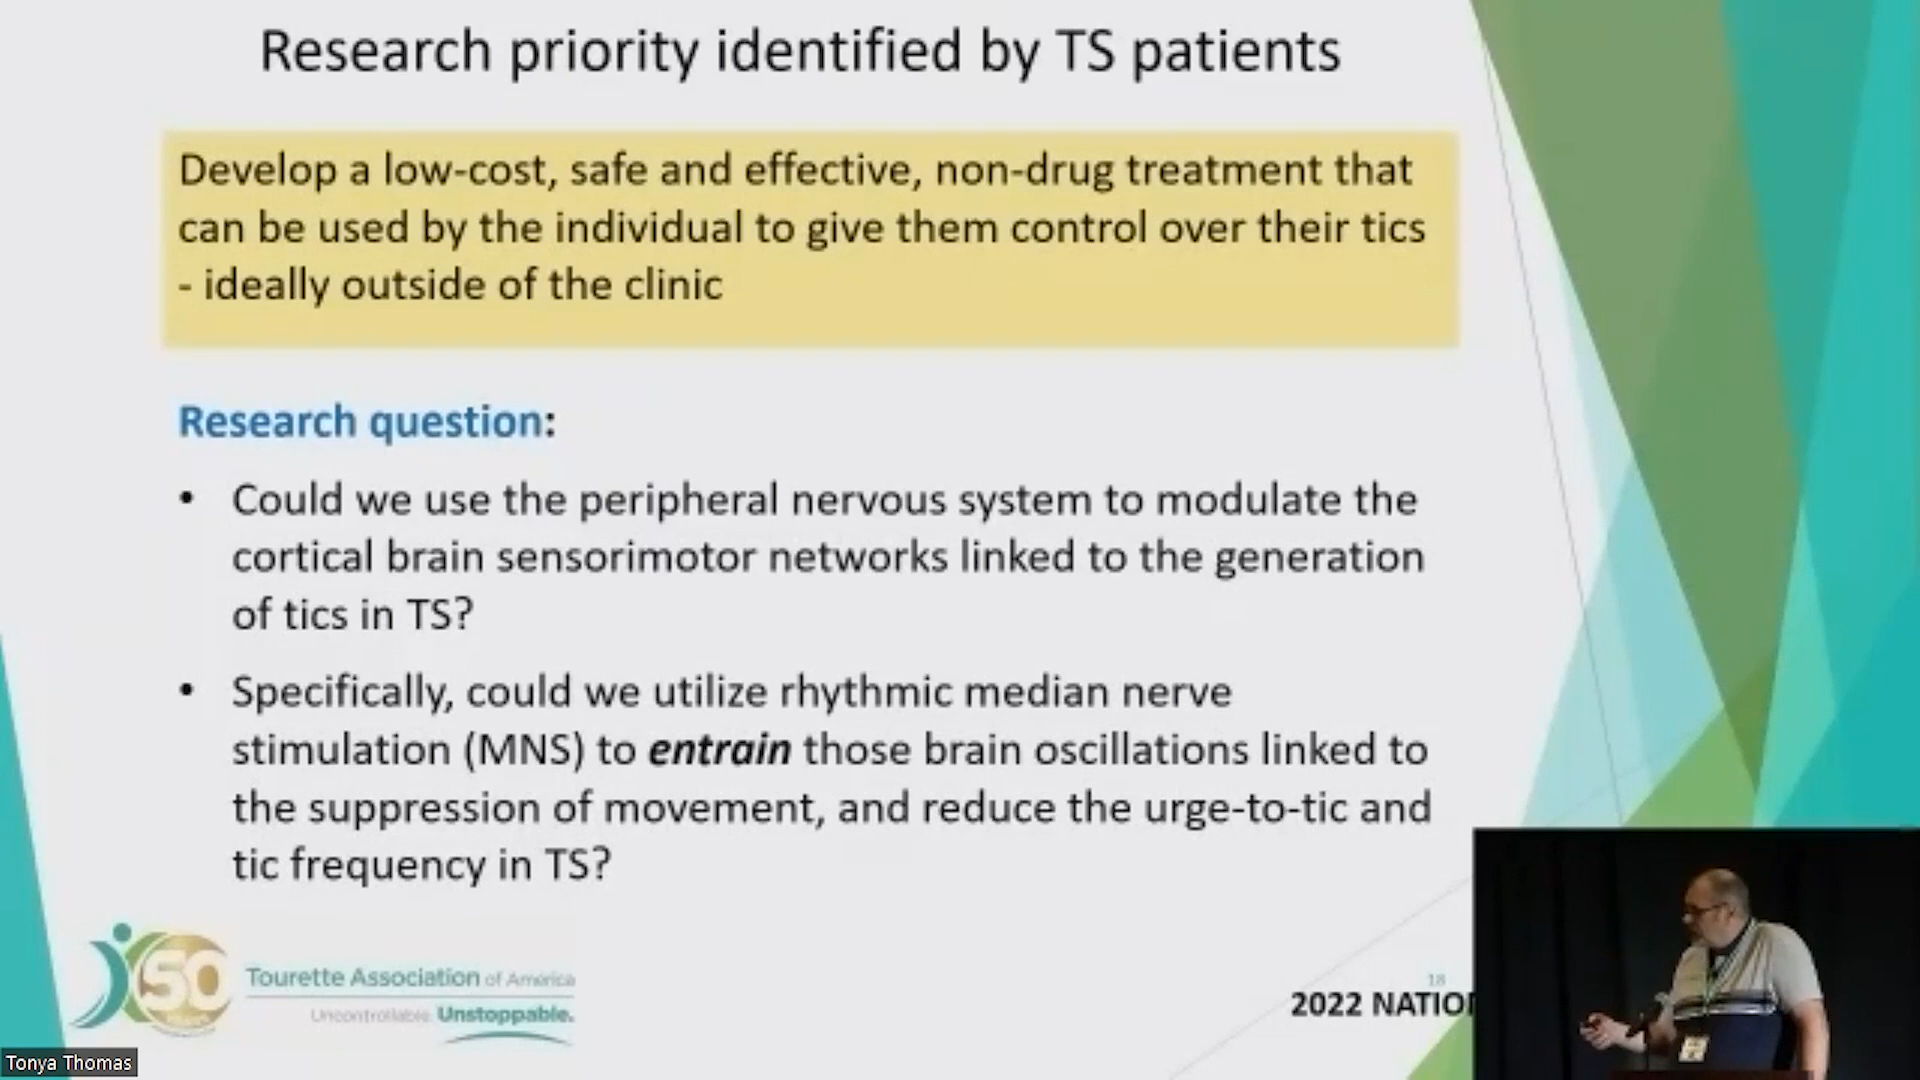 Research priority identified by TS patients
Develop a low-cost, safe and effective, non-drug treatment that
can be used by the individual to give them control over their tics
- ideally outside of the clinic
Research question:
• Could we use the peripheral nervous system to modulate the
cortical brain sensorimotor networks linked to the generation
of tics in TS?
• Specifically, could we utilize rhythmic median nerve
stimulation (MNS) to entrain those brain oscillations linked to
the suppression of movement, and reduce the urge-to-tic and
tic frequency in TS?
50
Tourette Association of America
Uncontrollable. Unstoppable.
18
2022 NATION
Tonya Thomas